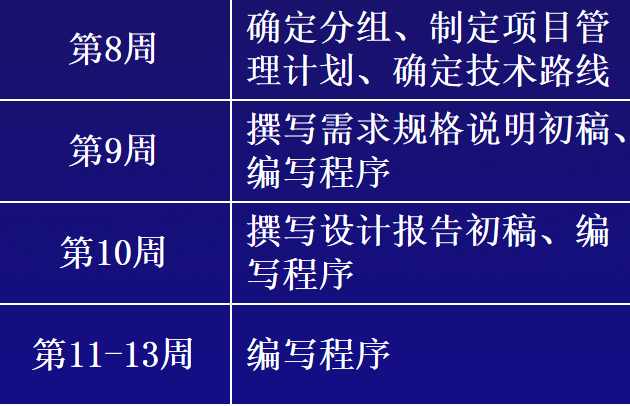 第8周
确定分组、制定项目管
理计划、确定技术路线
第9周
撰写需求规格说明初稿、
编写程序
第10周
撰写设计报告初稿、编
写程序
第11-13周
编写程序